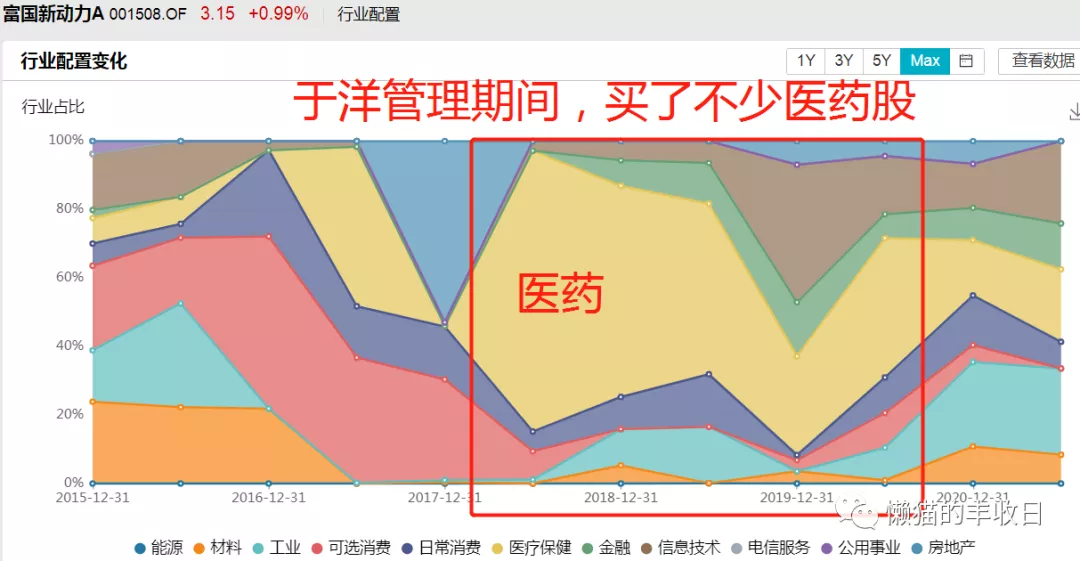 富国新动力A 001508.OF 3.15 +0.99% 行业配置
行业配置变化
1Y 3Y 5Y Max 查看数据
于洋管理期间，买了不少医药股
行业占比
100%
80%
60%
40%
20%
0%
医药
2015-12-31 2016-12-31 2017-12-31 2018-12-31 2019-12-31 2020-12-31
懒猫的羊收日
能源 材料 工业 可选消费 日常消费 医疗保健 金融 信息技术 电信服务 公用事业 房地产